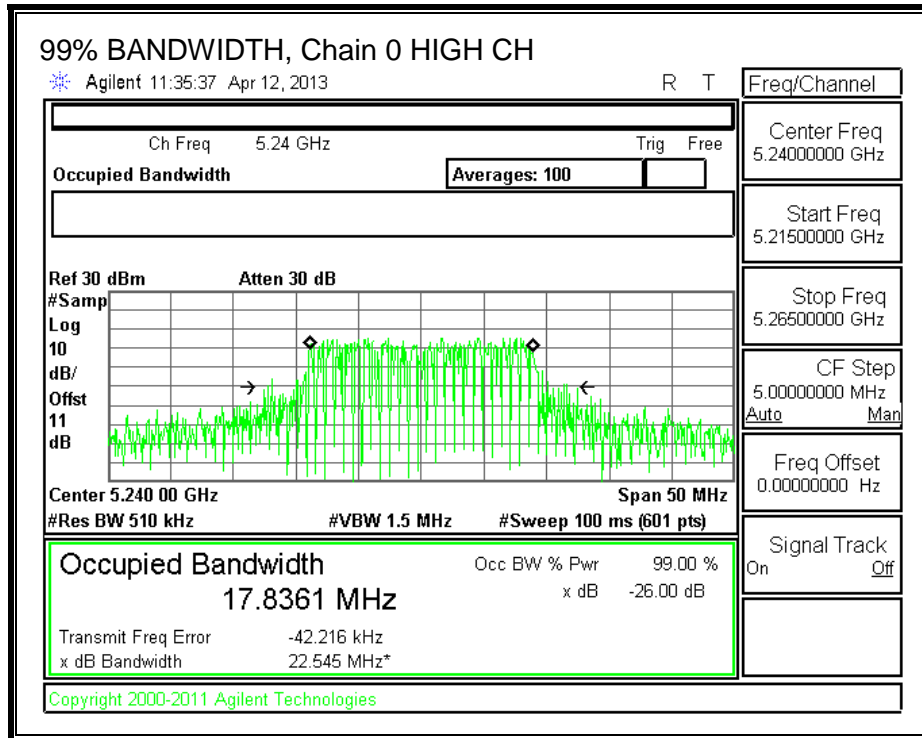 99% BANDWIDTH, Chain 0 HIGH CH
Agilent 11:35:37 Apr 12, 2013 R T
Ch Freq 5.24 GHz Trig Free
Occupied Bandwidth Averages: 100
Ref 30 dBm Atten 30 dB
#Samp
Log
10
dB/
Offst
11
dB
Center 5.240 00 GHz Span 50 MHz
#Res BW 510 kHz #VBW 1.5 MHz #Sweep 100 ms (601 pts)
Occupied Bandwidth Occ BW % Pwr 99.00 %
17.8361 MHz x dB -26.00 dB
Transmit Freq Error -42.216 kHz
x dB Bandwidth 22.545 MHz*
Copyright 2000-2011 Agilent Technologies
Freq/Channel
Center Freq
5.24000000 GHz
Start Freq
5.21500000 GHz
Stop Freq
5.26500000 GHz
CF Step
5.00000000 MHz
Auto Man
Freq Offset
0.00000000 Hz
Signal Track
On Off